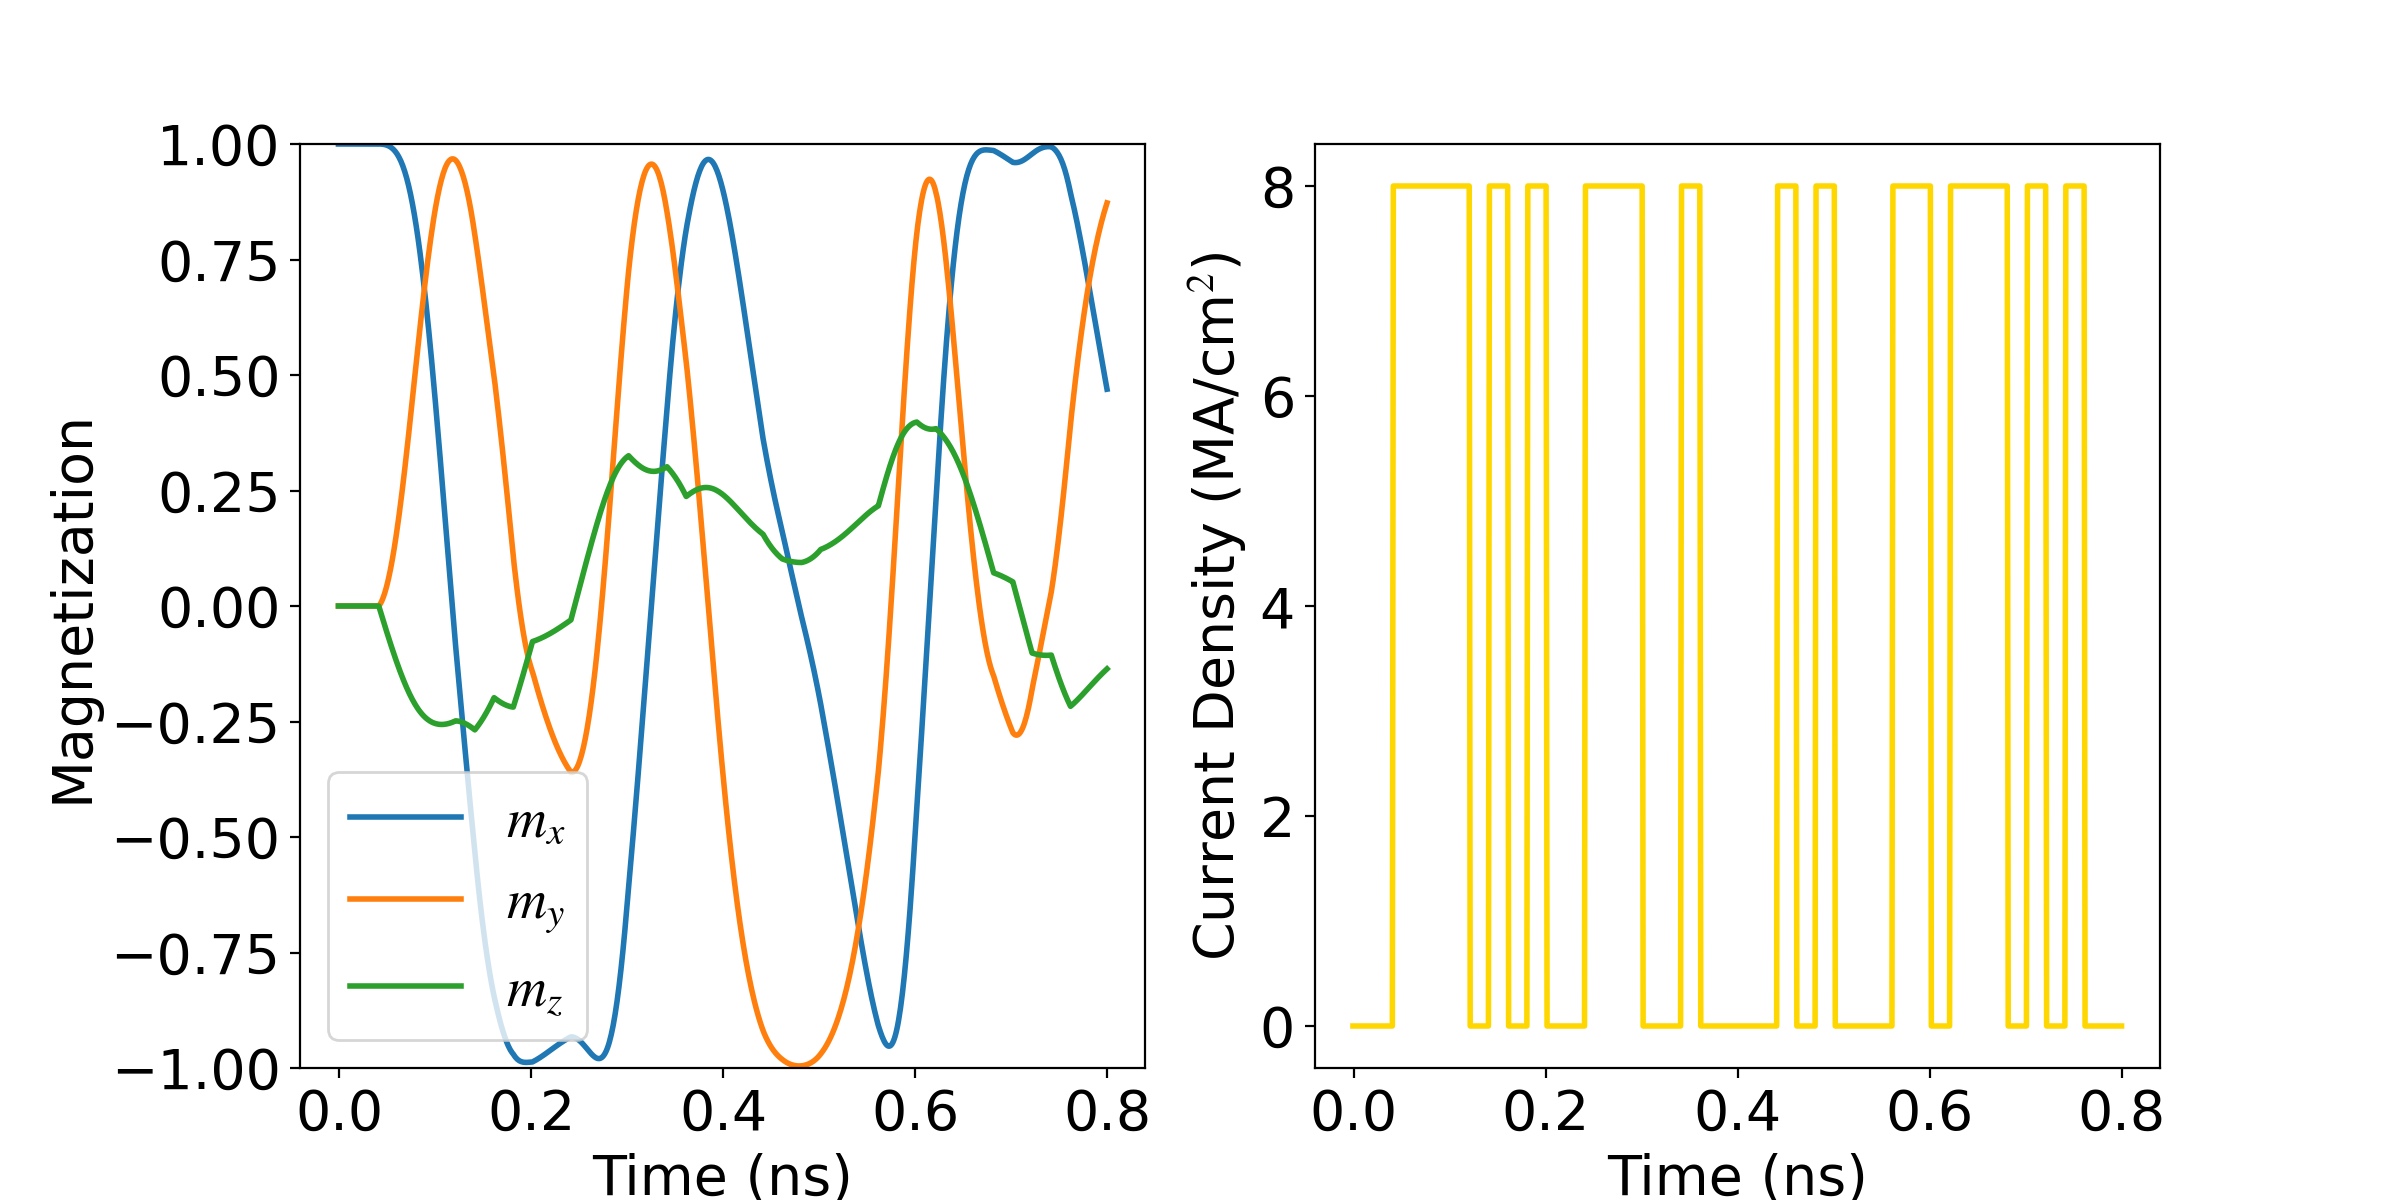 Magnetization
1.00
0.75
0.50
0.25
0.00
−0.25
−0.50
−0.75
−1.00
m_x
m_y
m_z
0.0 0.2 0.4 0.6 0.8
Time (ns)
Current Density (MA/cm²)
8
6
4
2
0
0.0 0.2 0.4 0.6 0.8
Time (ns)